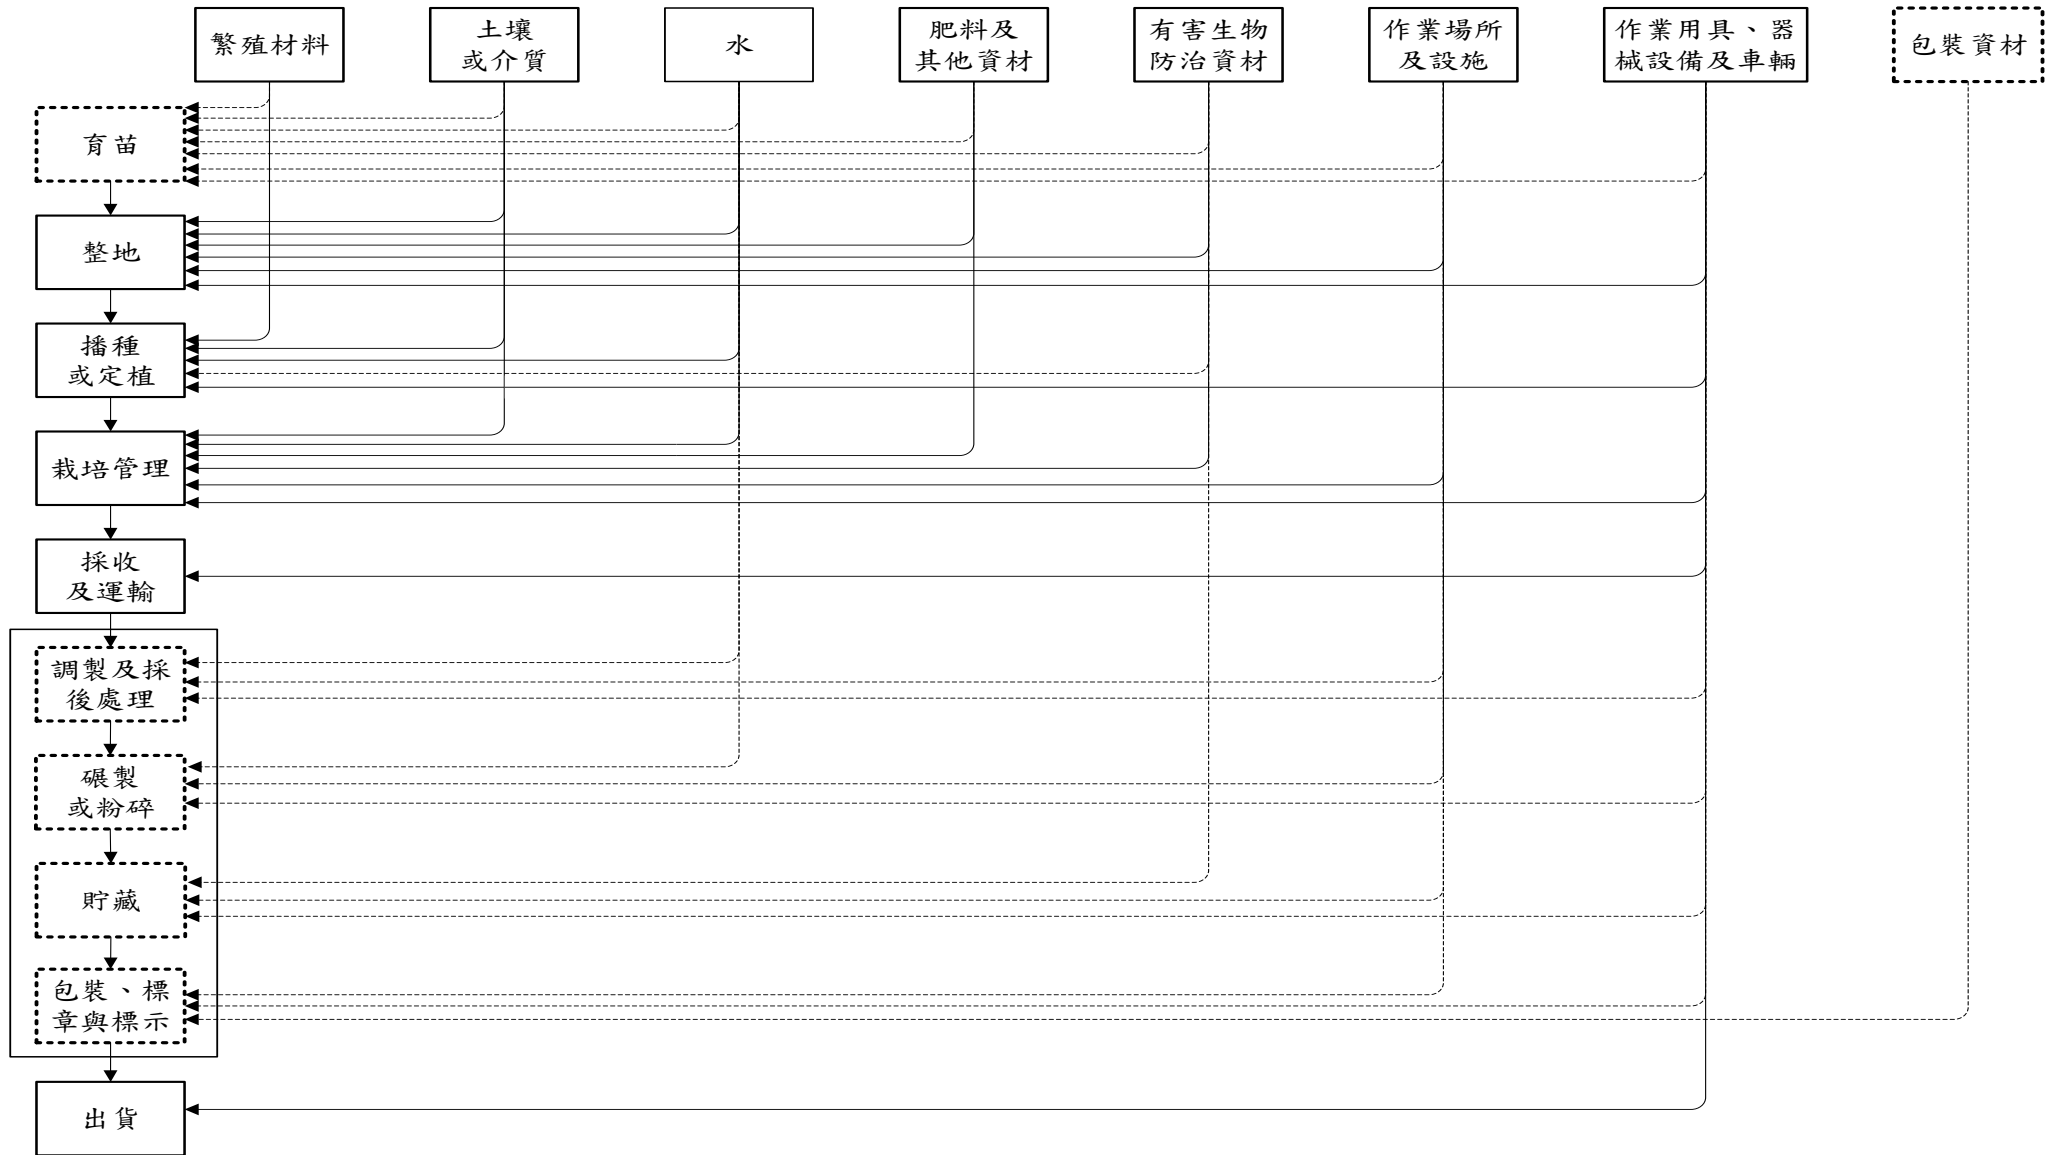 繁殖材料
土壤
或介質
水
肥料及
其他資材
有害生物
防治資材
作業場所
及設施
作業用具、器
械設備及車輛
包裝資材
育苗
整地
播種
或定植
栽培管理
採收
及運輸
調製及採
後處理
碾製
或粉碎
貯藏
包裝、標
章與標示
出貨